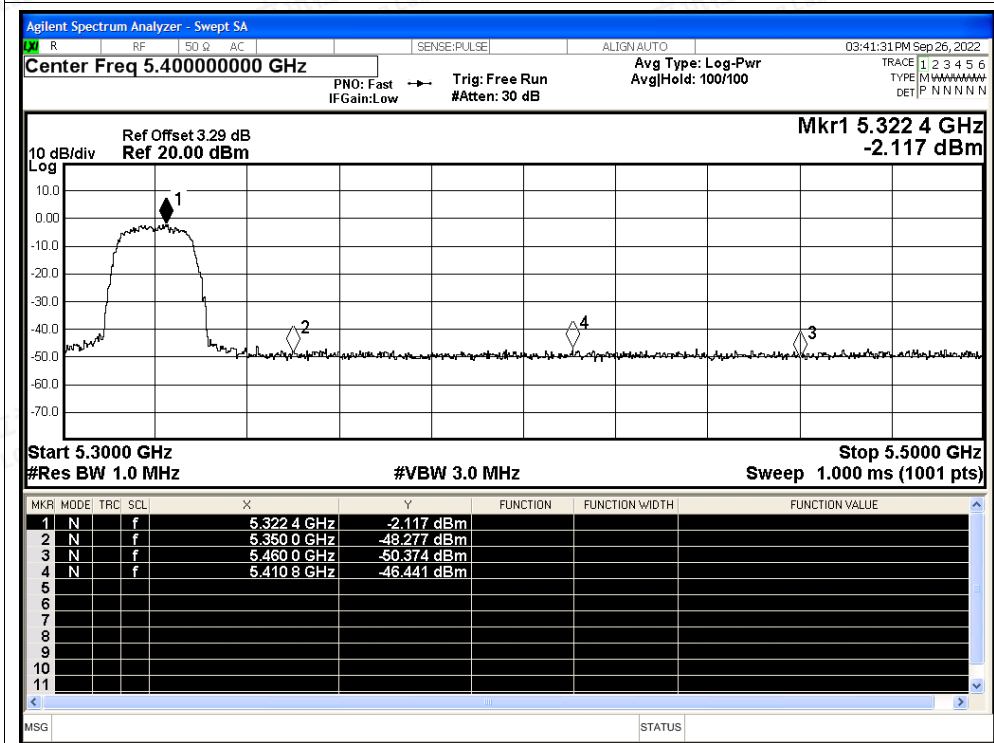 Agilent Spectrum Analyzer - Swept SA
LXI R RF 50 Ω AC SENSE:PULSE ALIGN AUTO 03:41:31 PM Sep 26, 2022
Center Freq 5.400000000 GHz
PNO: Fast Trig: Free Run
IFGain:Low #Atten: 30 dB
Avg Type: Log-Pwr
Avg|Hold: 100/100
TRACE 1 2 3 4 5 6
TYPE M W W W W W
DET P N N N N N
Mkr1 5.322 4 GHz
-2.117 dBm
Ref Offset 3.29 dB
10 dB/div Ref 20.00 dBm
Log
10.0
0.00
-10.0
-20.0
-30.0
-40.0
-50.0
-60.0
-70.0
1
2
4
3
Start 5.3000 GHz Stop 5.5000 GHz
#Res BW 1.0 MHz #VBW 3.0 MHz Sweep 1.000 ms (1001 pts)
MKR MODE TRC SCL X Y FUNCTION FUNCTION WIDTH FUNCTION VALUE
1 N f 5.322 4 GHz -2.117 dBm
2 N f 5.350 0 GHz -48.277 dBm
3 N f 5.460 0 GHz -50.374 dBm
4 N f 5.410 8 GHz -46.441 dBm
5
6
7
8
9
10
11
MSG STATUS